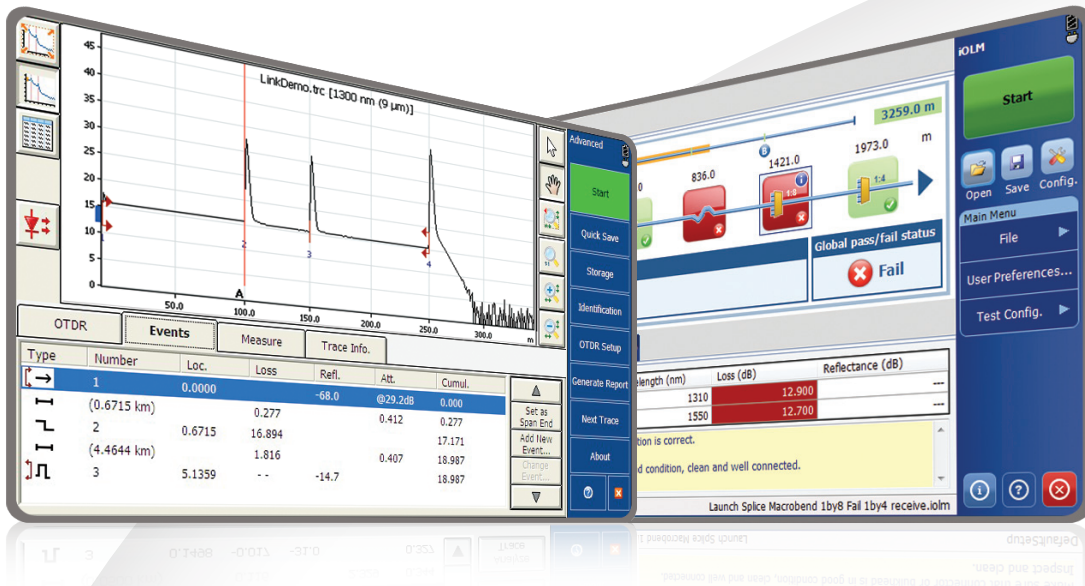 45
40
35
30
25
20
15
10
5
0
LinkDemo.trc [1300 nm (9 µm)]
1
2
3
4
A
50.0
100.0
150.0
200.0
250.0
300.0
m
OTDR
Events
Measure
Trace Info.
Type Number Loc. Loss Refl. Att. Cumul.
1 0.0000 -68.0 @29.2dB 0.000
(0.6715 km) 0.277 0.412 0.277
2 0.6715 16.894 17.171
(4.4644 km) 1.816 0.407 18.987
3 5.1359 - - -14.7 18.987
Set as
Span End
Add New
Event...
Change
Event...
Advanced
Start
Quick Save
Storage
Identification
OTDR Setup
Generate Report
Next Trace
About
3259.0 m
B
836.0
1421.0
1973.0
m
1:8
1:4
Global pass/fail status
Fail
Loss (dB)
Reflectance (dB)
1310 12.900 ---
1550 12.700 ---
tion is correct.
d condition, clean and well connected.
Launch Splice Macrobend 1by8 Fail 1by4 receive.iolm
iOLM
Start
Open
Save
Config.
Main Menu
File
User Preferences...
Test Config.